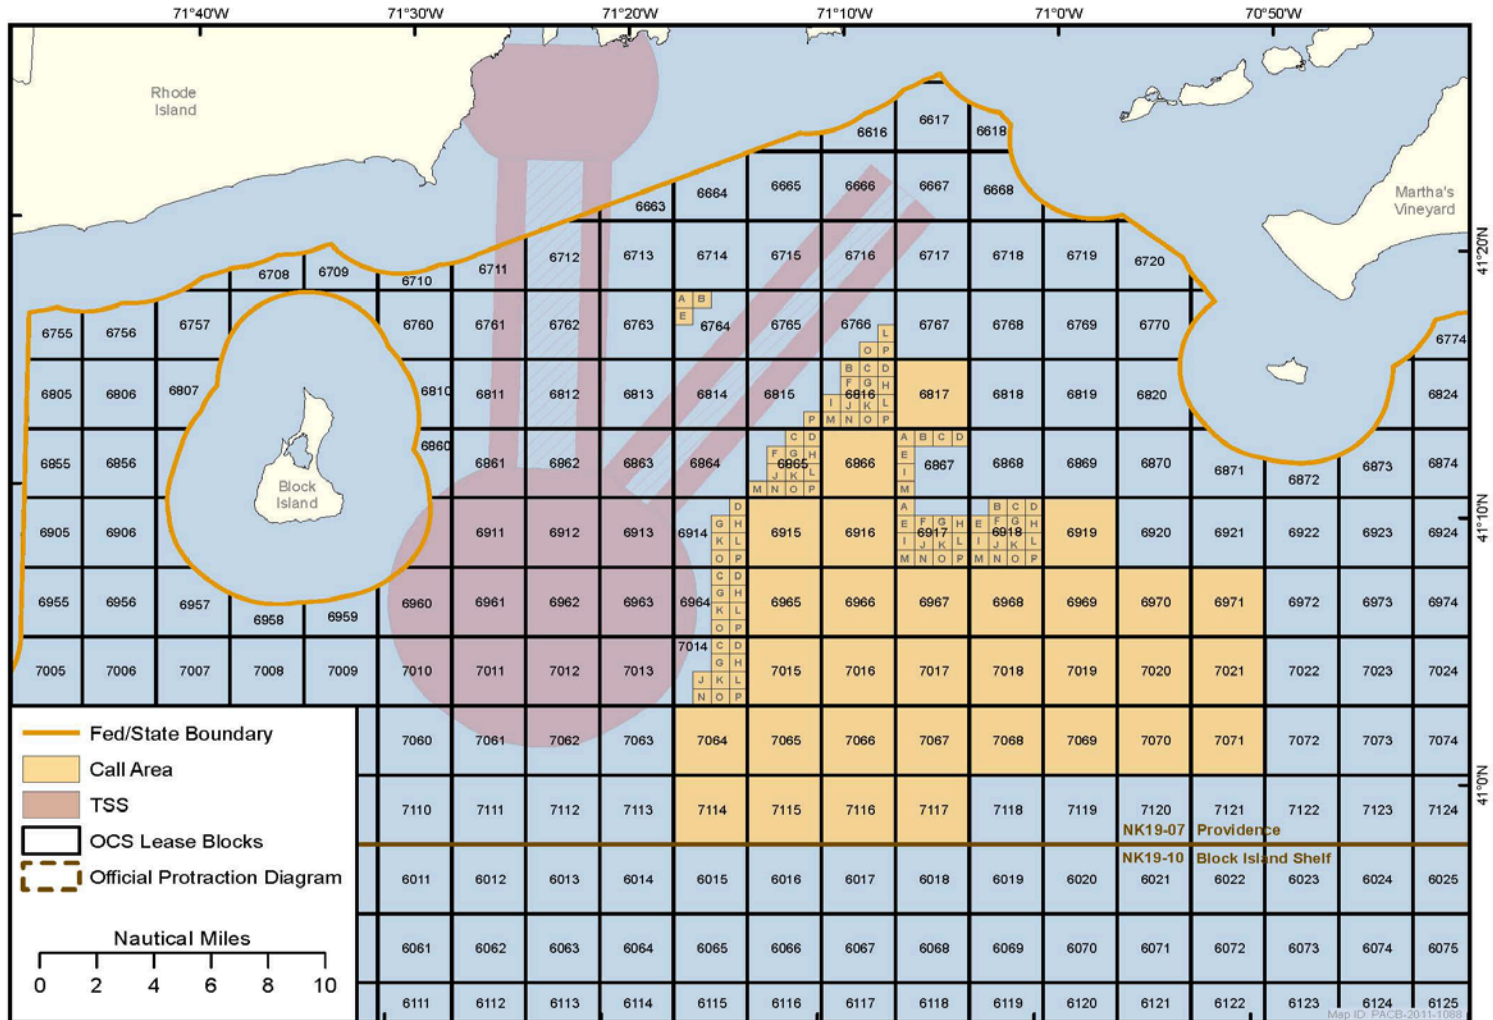 71°40'W 71°30'W 71°20'W 71°10'W 71°0'W 70°50'W
Rhode
Island
Martha's
Vineyard
Block
Island
41°20'N
41°10'N
41°0'N
6616 6617 6618
6663 6664 6665 6666 6667 6668
6708 6709 6710 6711 6712 6713 6714 6715 6716 6717 6718 6719 6720
A B
E
6755 6756 6757 6760 6761 6762 6763 6764 6765 6766 6767 6768 6769 6770 6774
L
O P
B C D
F G H
6805 6806 6807 6810 6811 6812 6813 6814 6815 6816 6817 6818 6819 6820 6824
I J K L
P M N O P
C D A B C D
F G H E
6855 6856 6860 6861 6862 6863 6864 6865 6866 6867 6868 6869 6870 6871 6872 6873 6874
J K L I
M N O P M
D A B C D
G H E F G H E F G H
6905 6906 6911 6912 6913 6914 6915 6916 6917 6918 6919 6920 6921 6922 6923 6924
K L I J K L I J K L
O P M N O P M N O P
C D
G H
6955 6956 6957 6958 6959 6960 6961 6962 6963 6964 6965 6966 6967 6968 6969 6970 6971 6972 6973 6974
K L
O P
C D
G H
7005 7006 7007 7008 7009 7010 7011 7012 7013 7014 7015 7016 7017 7018 7019 7020 7021 7022 7023 7024
J K L
N O P
7060 7061 7062 7063 7064 7065 7066 7067 7068 7069 7070 7071 7072 7073 7074
7110 7111 7112 7113 7114 7115 7116 7117 7118 7119 7120 7121 7122 7123 7124
NK19-07 Providence
NK19-10 Block Island Shelf
6011 6012 6013 6014 6015 6016 6017 6018 6019 6020 6021 6022 6023 6024 6025
6061 6062 6063 6064 6065 6066 6067 6068 6069 6070 6071 6072 6073 6074 6075
6111 6112 6113 6114 6115 6116 6117 6118 6119 6120 6121 6122 6123 6124 6125
Fed/State Boundary
Call Area
TSS
OCS Lease Blocks
Official Protraction Diagram
Nautical Miles
0 2 4 6 8 10
Map ID: PACB-2011-1088